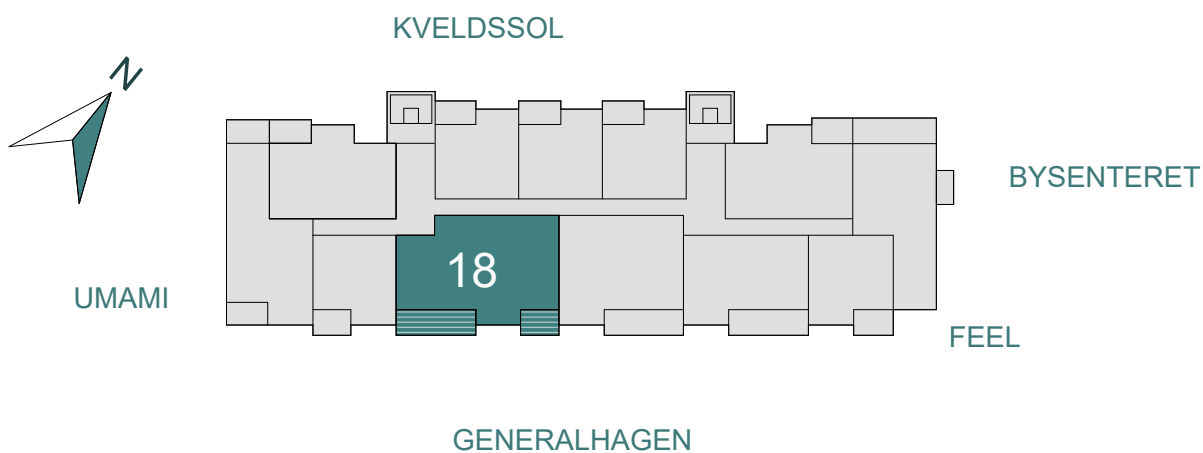 KVELDSSOL
N
BYSENTERET
18
UMAMI
FEEL
GENERALHAGEN